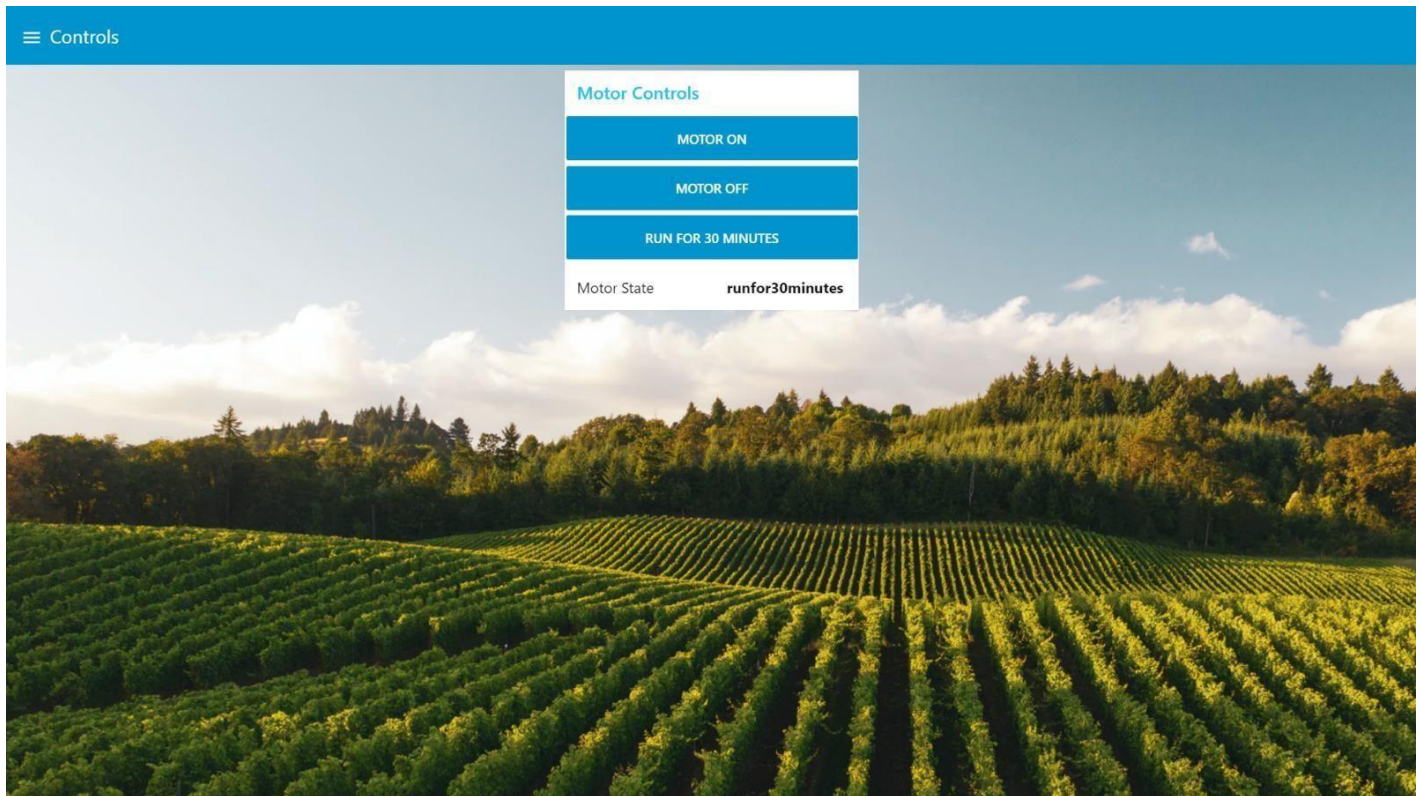 Controls
Motor Controls
MOTOR ON
MOTOR OFF
RUN FOR 30 MINUTES
Motor State runfor30minutes